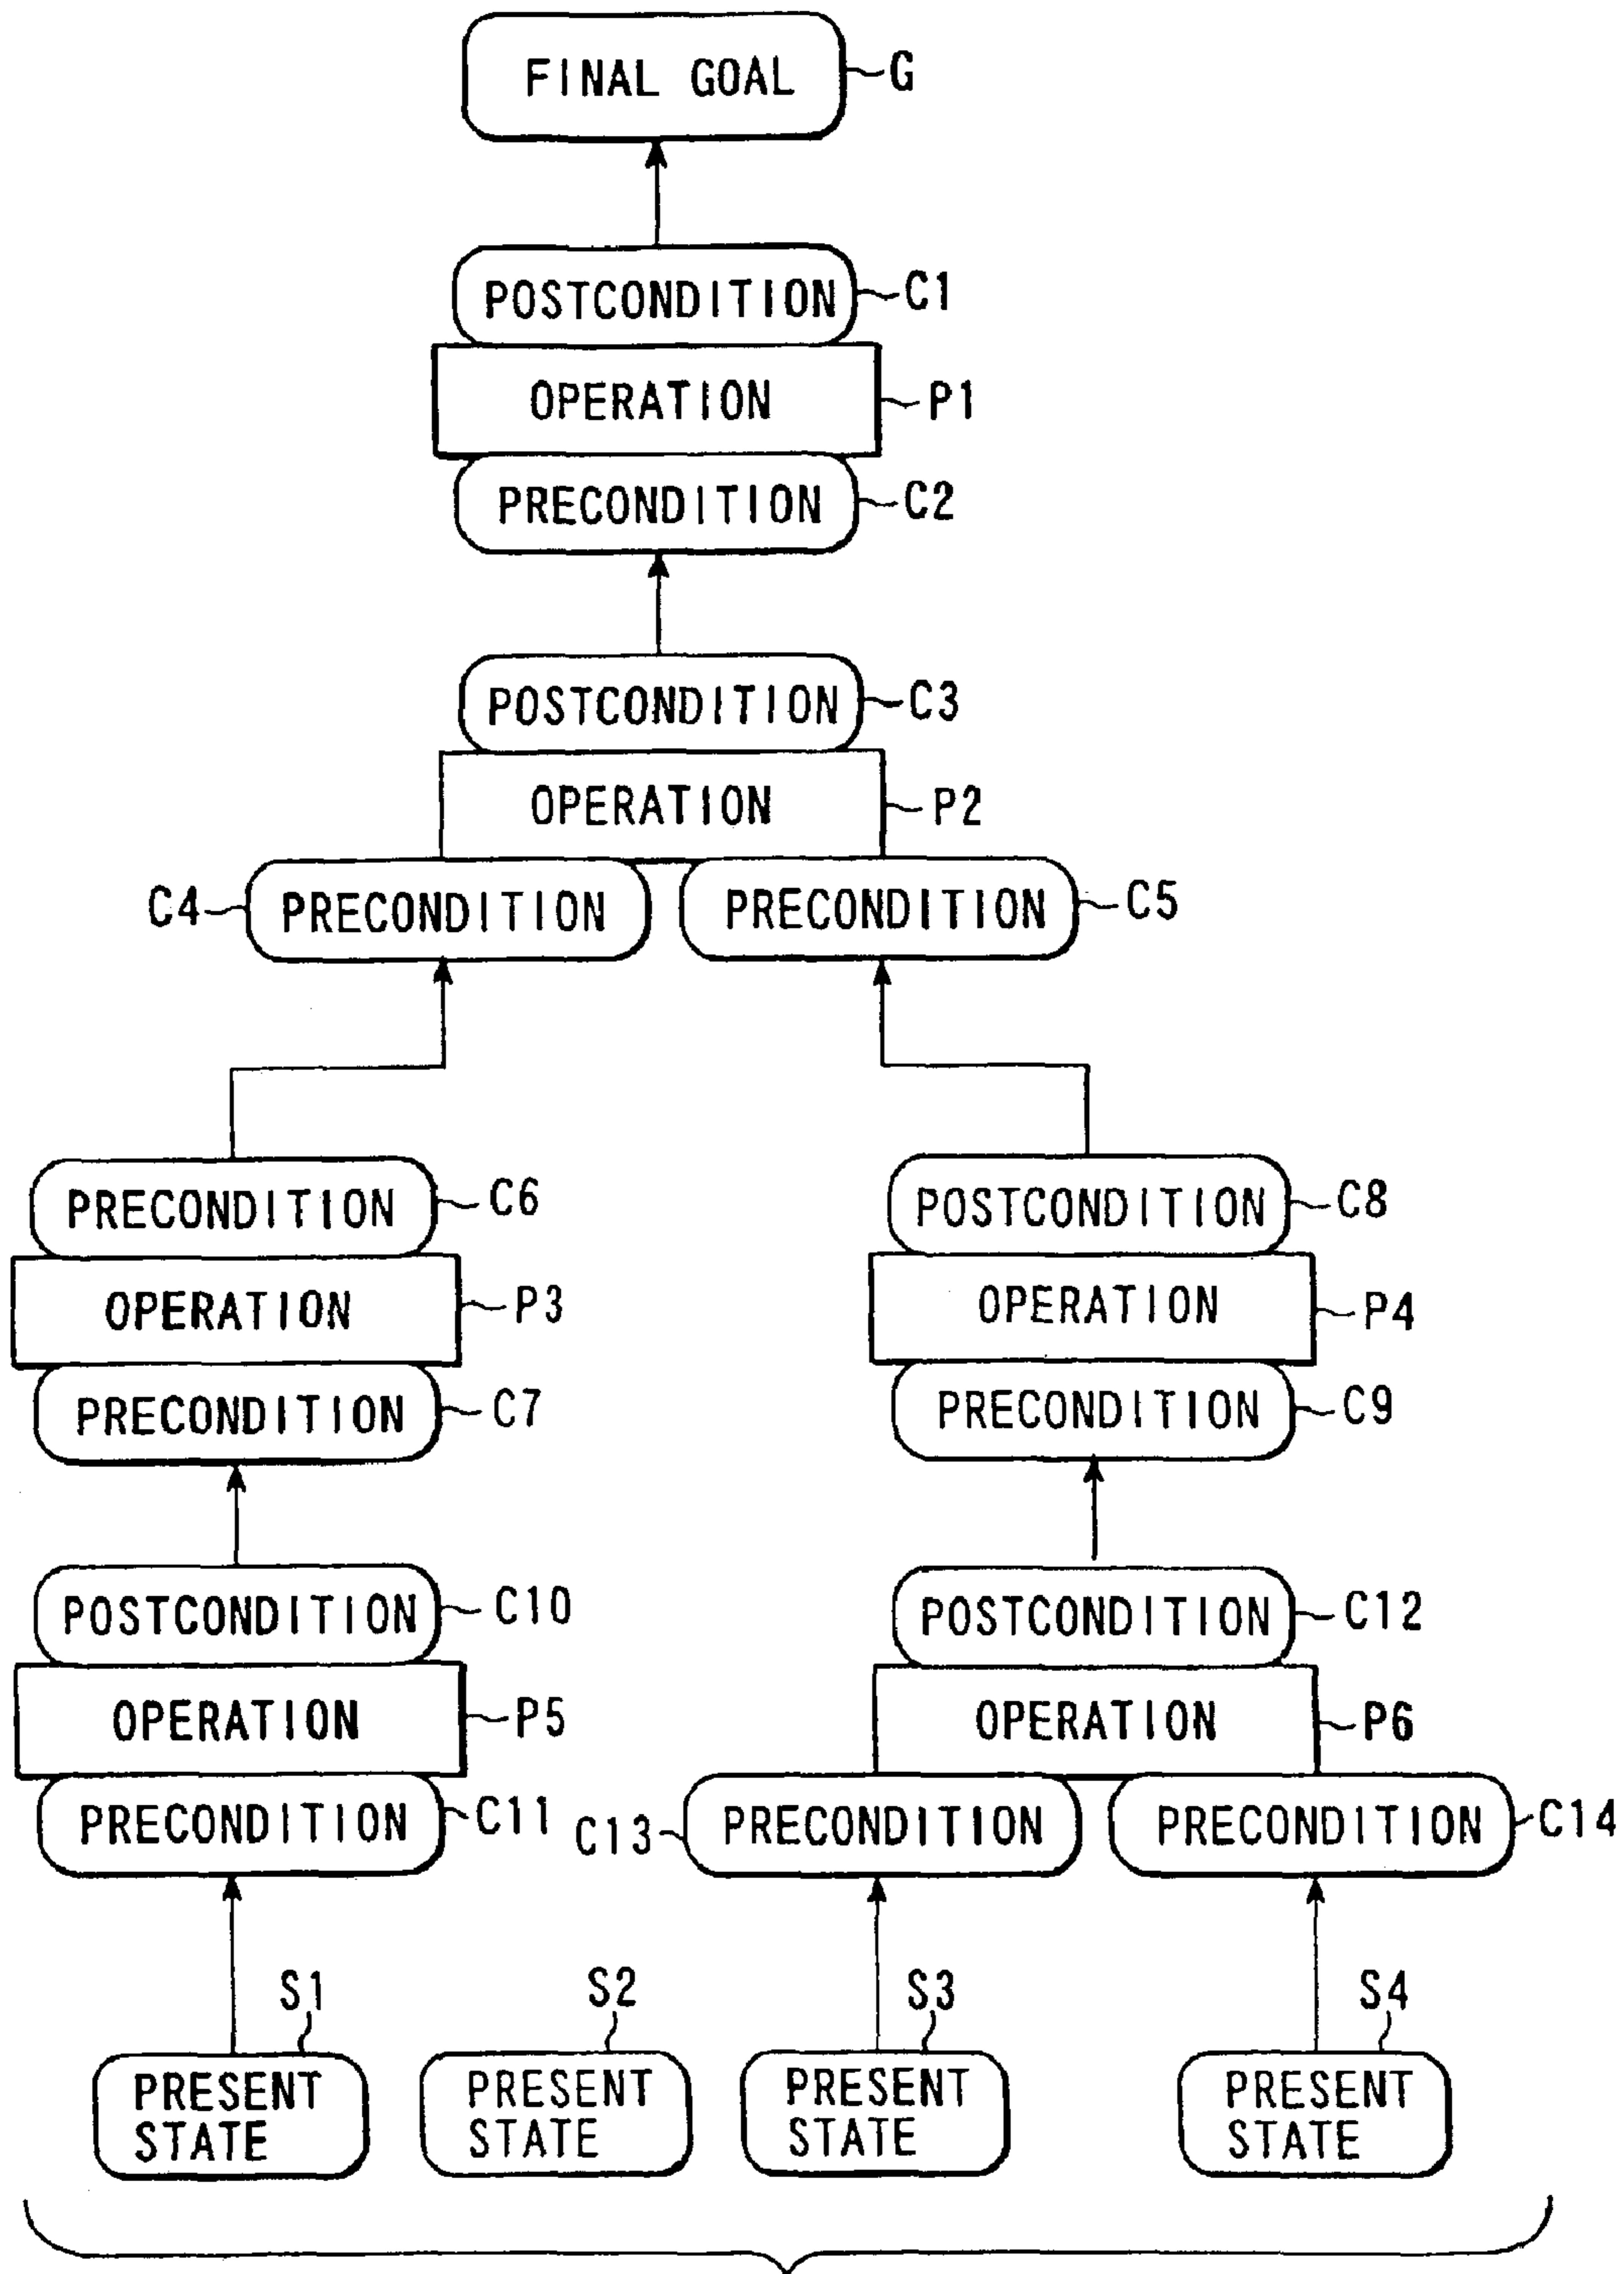 FINAL GOAL G
POSTCONDITION C1
OPERATION P1
PRECONDITION C2
POSTCONDITION C3
OPERATION P2
C4 PRECONDITION PRECONDITION C5
PRECONDITION C6 POSTCONDITION C8
OPERATION P3 OPERATION P4
PRECONDITION C7 PRECONDITION C9
POSTCONDITION C10 POSTCONDITION C12
OPERATION P5 OPERATION P6
PRECONDITION C11 C13 PRECONDITION PRECONDITION C14
S1 S2 S3 S4
PRESENT PRESENT PRESENT PRESENT
STATE STATE STATE STATE